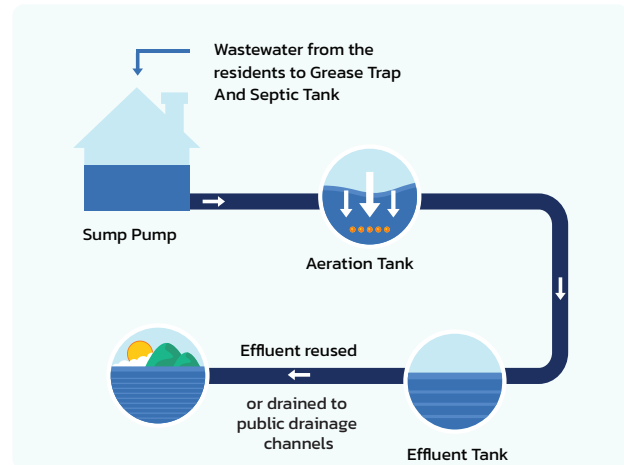 Wastewater from the
residents to Grease Trap
And Septic Tank
Sump Pump
Aeration Tank
Effluent reused
or drained to
public drainage
channels
Effluent Tank